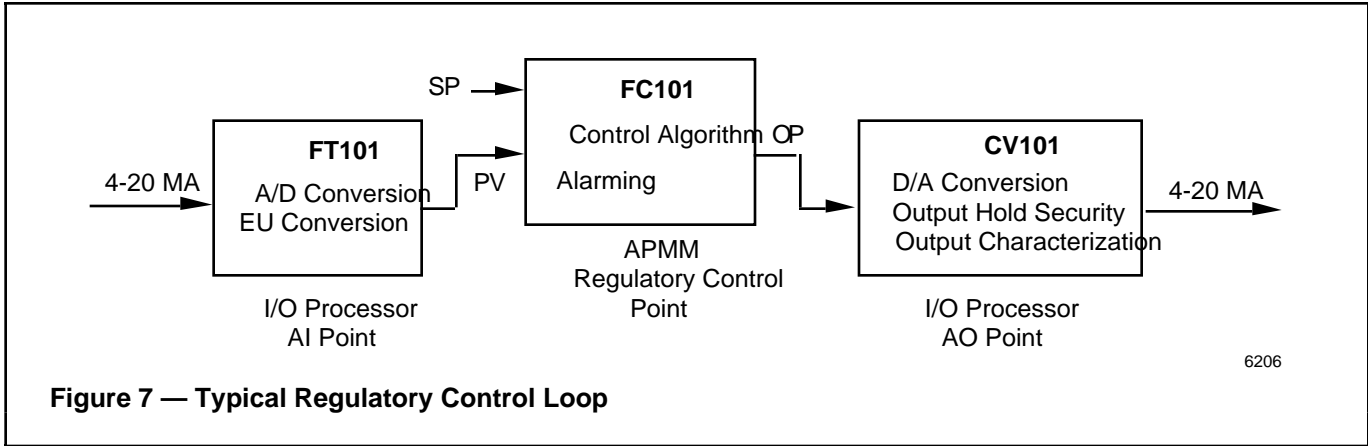 SP
FC101
Control Algorithm OP
Alarming
FT101
A/D Conversion
EU Conversion
4-20 MA
PV
CV101
D/A Conversion
Output Hold Security
Output Characterization
4-20 MA
APMM
Regulatory Control
Point
I/O Processor
AI Point
I/O Processor
AO Point
6206
Figure 7 — Typical Regulatory Control Loop